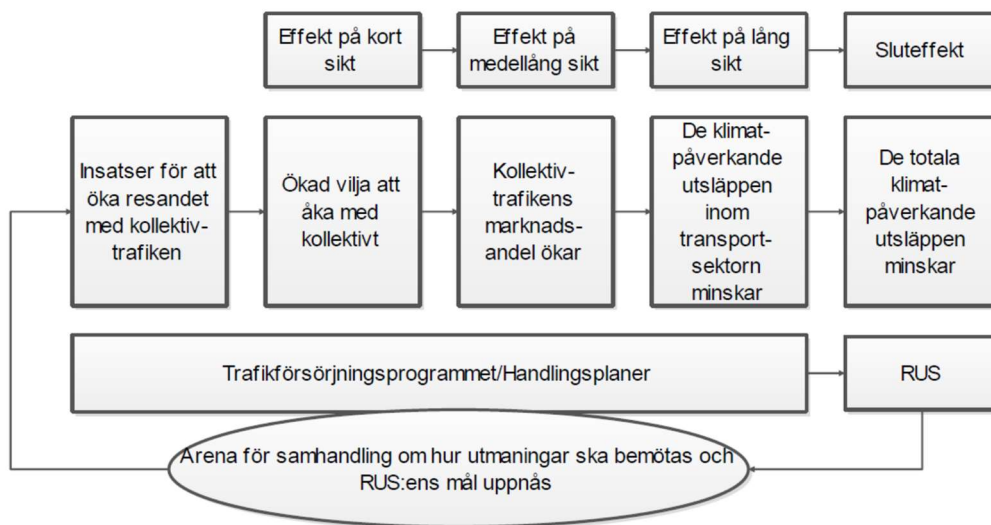 Effekt på kort
sikt
Effekt på
medellång sikt
Effekt på lång
sikt
Sluteffekt
Insatser för att
öka resandet
med kollektiv-
trafiken
Ökad vilja att
åka med
kollektivt
Kollektiv-
trafikens
marknads-
andel ökar
De klimat-
påverkande
utsläppen
inom
transport-
sektorn
minskar
De totala
klimat-
påverkande
utsläppen
minskar
Trafikförsörjningsprogrammet/Handlingsplaner
RUS
Arena för samhandling om hur utmaningar ska bemötas och
RUS:ens mål uppnås